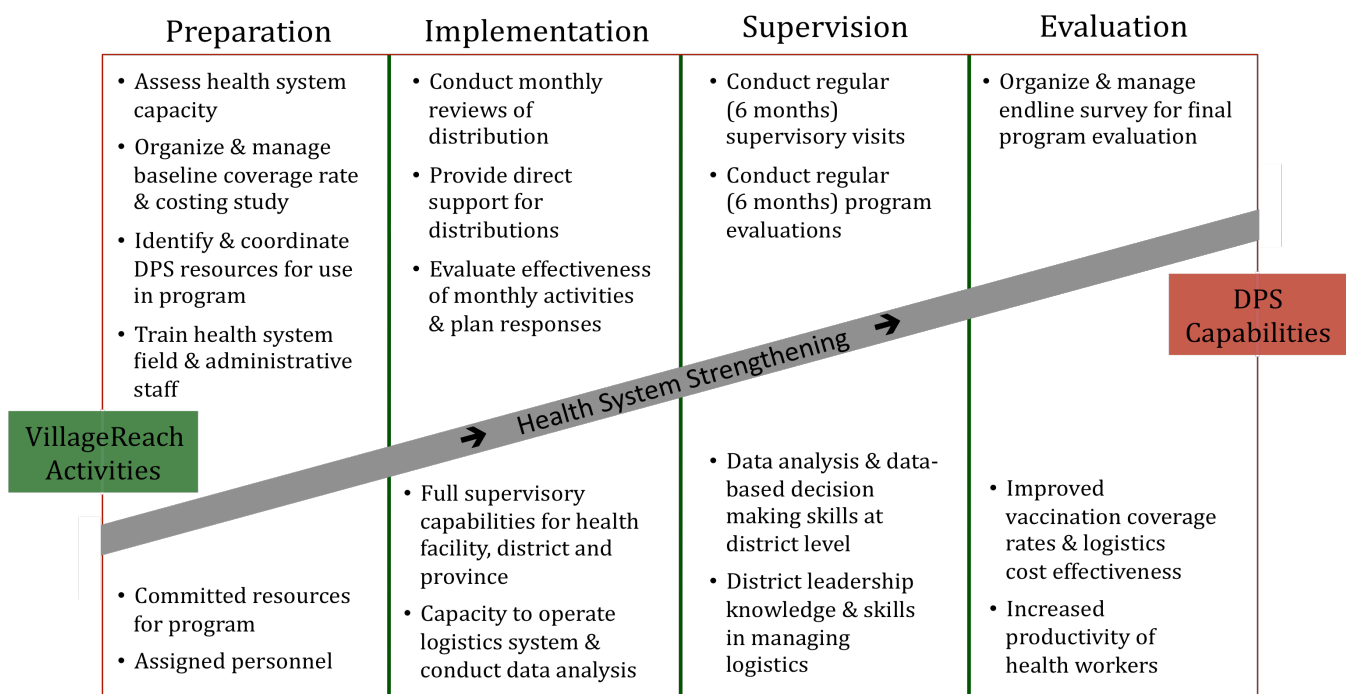 Preparation
Implementation
Supervision
Evaluation
• Assess health system
capacity
• Organize & manage
baseline coverage rate
& costing study
• Identify & coordinate
DPS resources for use
in program
• Train health system
field & administrative
staff
• Conduct monthly
reviews of
distribution
• Provide direct
support for
distributions
• Evaluate effectiveness
of monthly activities
& plan responses
• Conduct regular
(6 months)
supervisory visits
• Conduct regular
(6 months) program
evaluations
• Organize & manage
endline survey for final
program evaluation
VillageReach
Activities
➔ Health System Strengthening ➔
DPS
Capabilities
• Committed resources
for program
• Assigned personnel
• Full supervisory
capabilities for health
facility, district and
province
• Capacity to operate
logistics system &
conduct data analysis
• Data analysis & data-
based decision
making skills at
district level
• District leadership
knowledge & skills
in managing
logistics
• Improved
vaccination coverage
rates & logistics
cost effectiveness
• Increased
productivity of
health workers